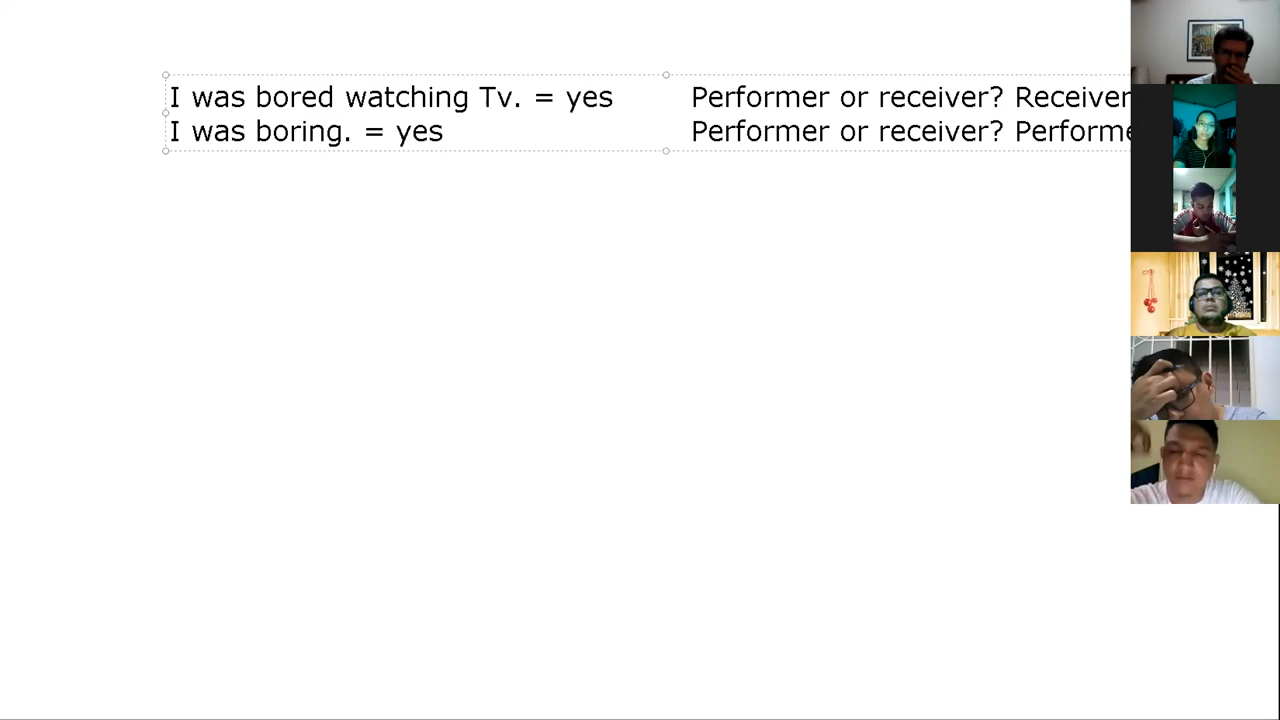 I was bored watching Tv. = yes Performer or receiver? Receiver
I was boring. = yes Performer or receiver?